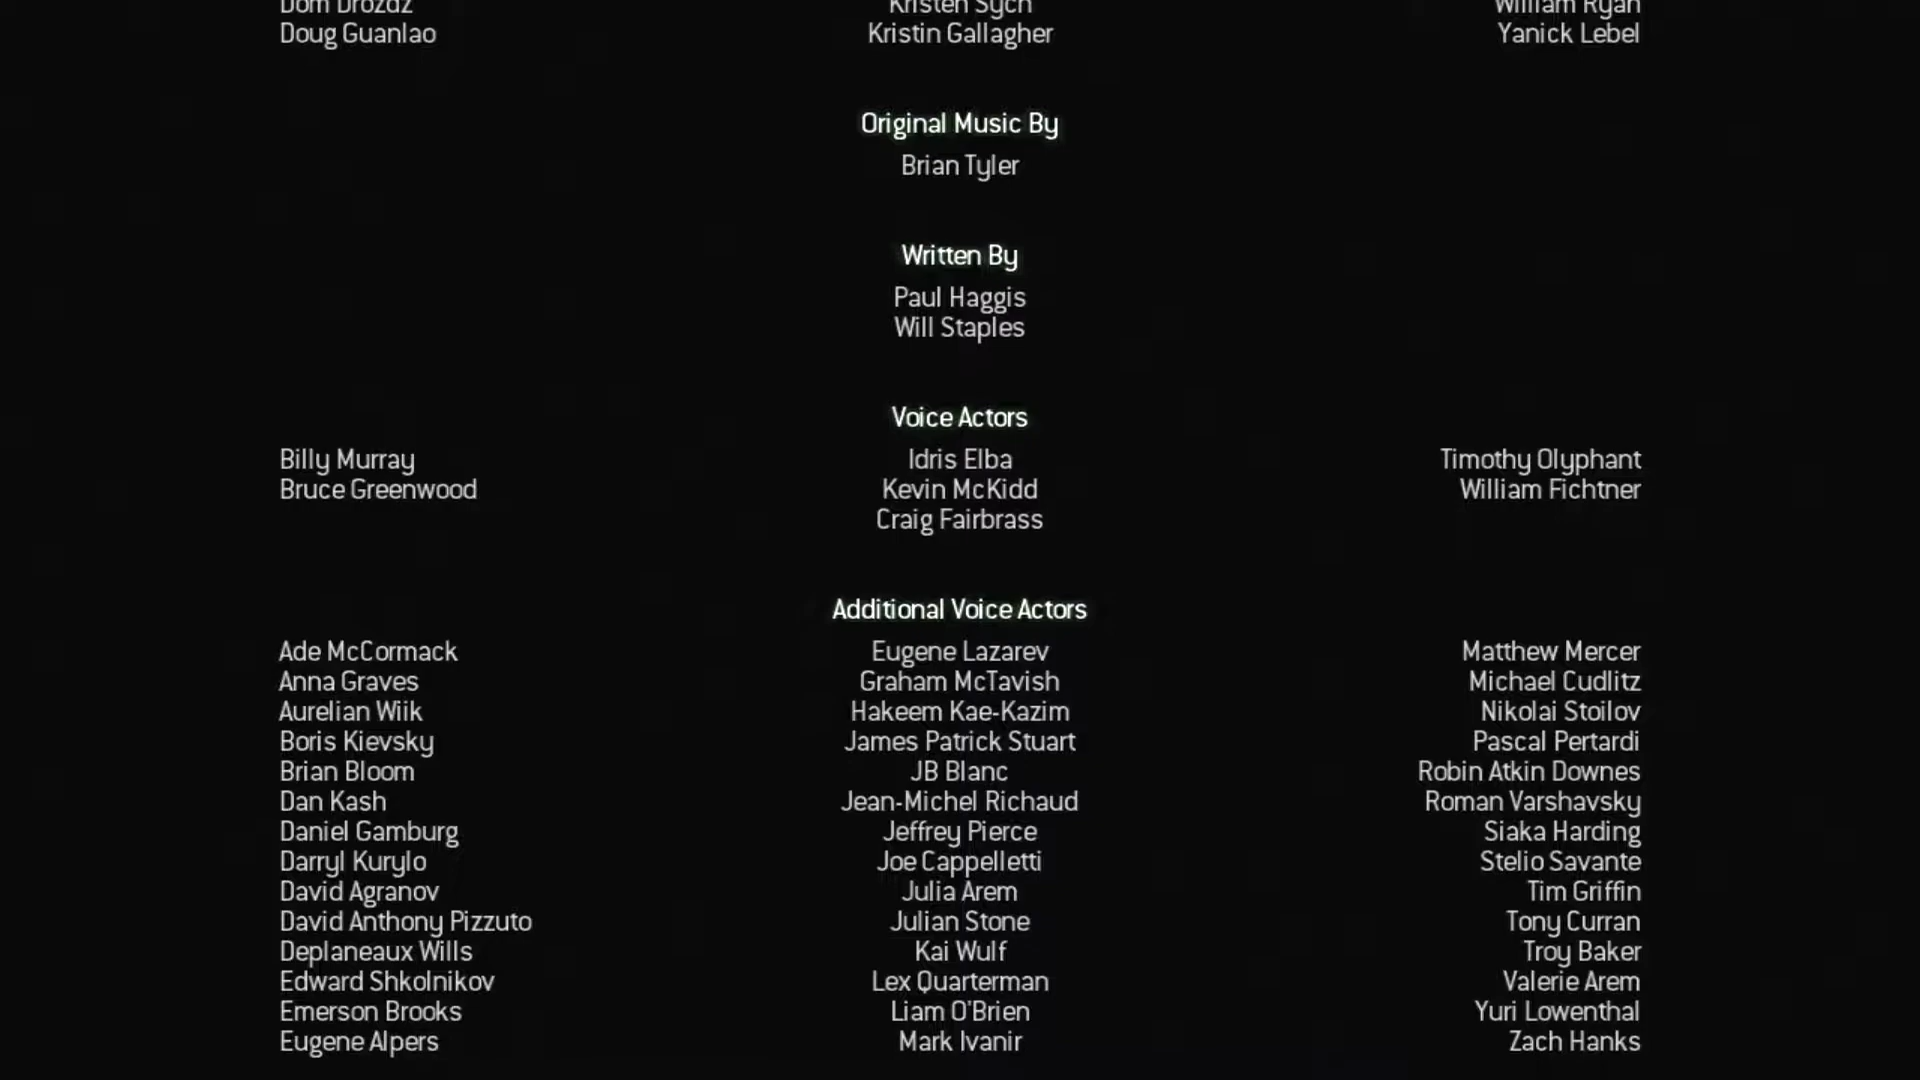 Dom Drozdz Kristen Sych William Ryan
Doug Guanlao Kristin Gallagher Yanick Lebel
Original Music By
Brian Tyler
Written By
Paul Haggis
Will Staples
Voice Actors
Billy Murray Idris Elba Timothy Olyphant
Bruce Greenwood Kevin McKidd William Fichtner
Craig Fairbrass
Additional Voice Actors
Ade McCormack Eugene Lazarev Matthew Mercer
Anna Graves Graham McTavish Michael Cudlitz
Aurelian Wiik Hakeem Kae-Kazim Nikolai Stoilov
Boris Kievsky James Patrick Stuart Pascal Pertardi
Brian Bloom JB Blanc Robin Atkin Downes
Dan Kash Jean-Michel Richaud Roman Varshavsky
Daniel Gamburg Jeffrey Pierce Siaka Harding
Darryl Kurylo Joe Cappelletti Stelio Savante
David Agranov Julia Arem Tim Griffin
David Anthony Pizzuto Julian Stone Tony Curran
Deplaneaux Wills Kai Wulf Troy Baker
Edward Shkolnikov Lex Quarterman Valerie Arem
Emerson Brooks Liam O'Brien Yuri Lowenthal
Eugene Alpers Mark Ivanir Zach Hanks